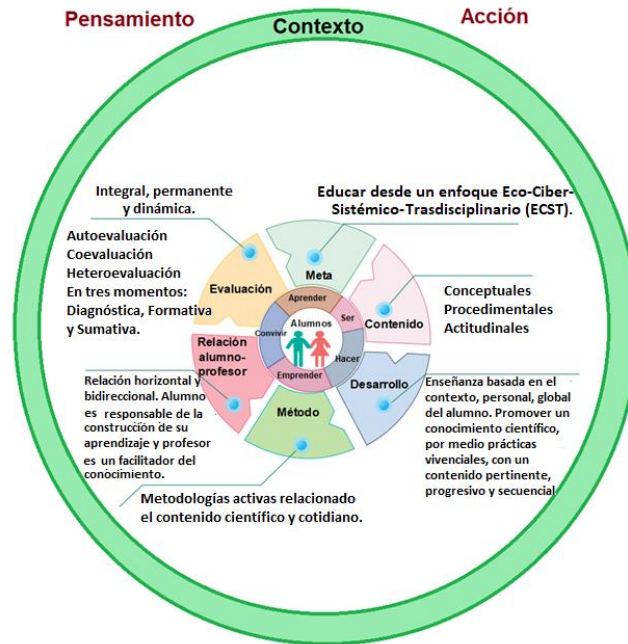 Pensamiento
Contexto
Acción
Integral, permanente
y dinámica.
Autoevaluación
Coevaluación
Heteroevaluación
En tres momentos:
Diagnóstica, Formativa
y Sumativa.
Educar desde un enfoque Eco-Ciber-
Sistémico-Trasdisciplinario (ECST).
Evaluación
Meta
Contenido
Conceptuales
Procedimentales
Actitudinales
Aprender
Ser
Hacer
Emprender
Convivir
Alumnos
Relación
alumno-
profesor
Método
Desarrollo
Relación horizontal y
bidireccional. Alumno
es responsable de la
construcción de su
aprendizaje y profesor
es un facilitador del
conocimiento.
Enseñanza basada en el
contexto, personal, global
del alumno. Promover un
conocimiento científico,
por medio prácticas
vivenciales, con un
contenido pertinente,
progresivo y secuencial
Metodologías activas relacionado
el contenido científico y cotidiano.